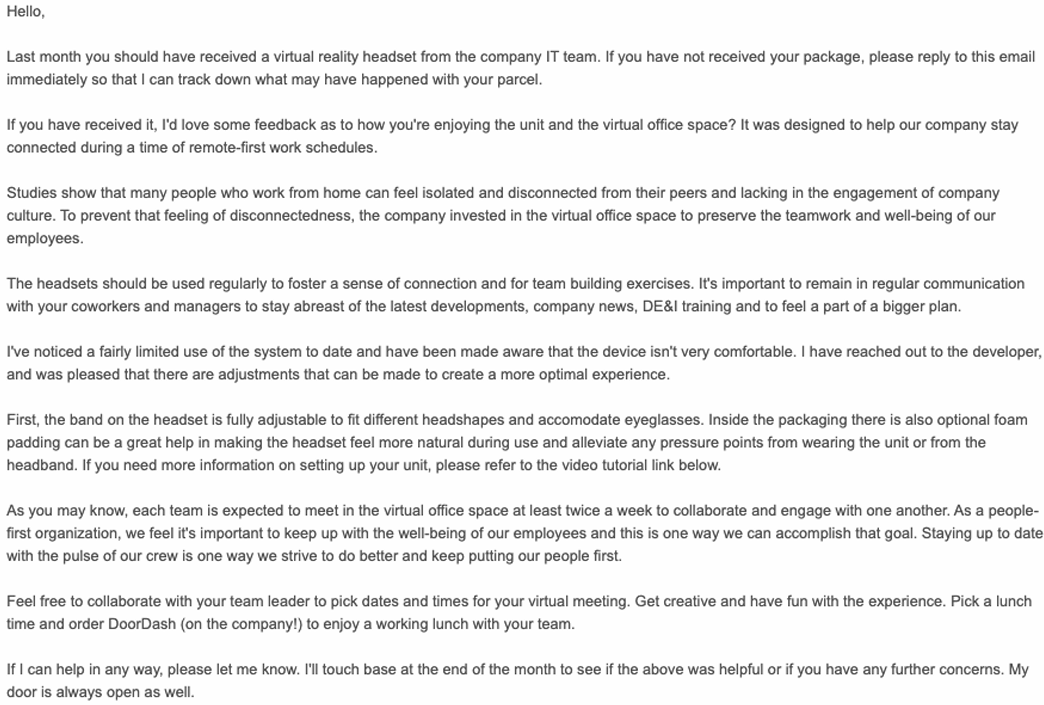 Hello,
Last month you should have received a virtual reality headset from the company IT team. If you have not received your package, please reply to this email
immediately so that I can track down what may have happened with your parcel.
If you have received it, I'd love some feedback as to how you're enjoying the unit and the virtual office space? It was designed to help our company stay
connected during a time of remote-first work schedules.
Studies show that many people who work from home can feel isolated and disconnected from their peers and lacking in the engagement of company
culture. To prevent that feeling of disconnectedness, the company invested in the virtual office space to preserve the teamwork and well-being of our
employees.
The headsets should be used regularly to foster a sense of connection and for team building exercises. It's important to remain in regular communication
with your coworkers and managers to stay abreast of the latest developments, company news, DE&I training and to feel a part of a bigger plan.
I've noticed a fairly limited use of the system to date and have been made aware that the device isn't very comfortable. I have reached out to the developer,
and was pleased that there are adjustments that can be made to create a more optimal experience.
First, the band on the headset is fully adjustable to fit different headshapes and accomodate eyeglasses. Inside the packaging there is also optional foam
padding can be a great help in making the headset feel more natural during use and alleviate any pressure points from wearing the unit or from the
headband. If you need more information on setting up your unit, please refer to the video tutorial link below.
As you may know, each team is expected to meet in the virtual office space at least twice a week to collaborate and engage with one another. As a people-
first organization, we feel it's important to keep up with the well-being of our employees and this is one way we can accomplish that goal. Staying up to date
with the pulse of our crew is one way we strive to do better and keep putting our people first.
Feel free to collaborate with your team leader to pick dates and times for your virtual meeting. Get creative and have fun with the experience. Pick a lunch
time and order DoorDash (on the company!) to enjoy a working lunch with your team.
If I can help in any way, please let me know. I'll touch base at the end of the month to see if the above was helpful or if you have any further concerns. My
door is always open as well.